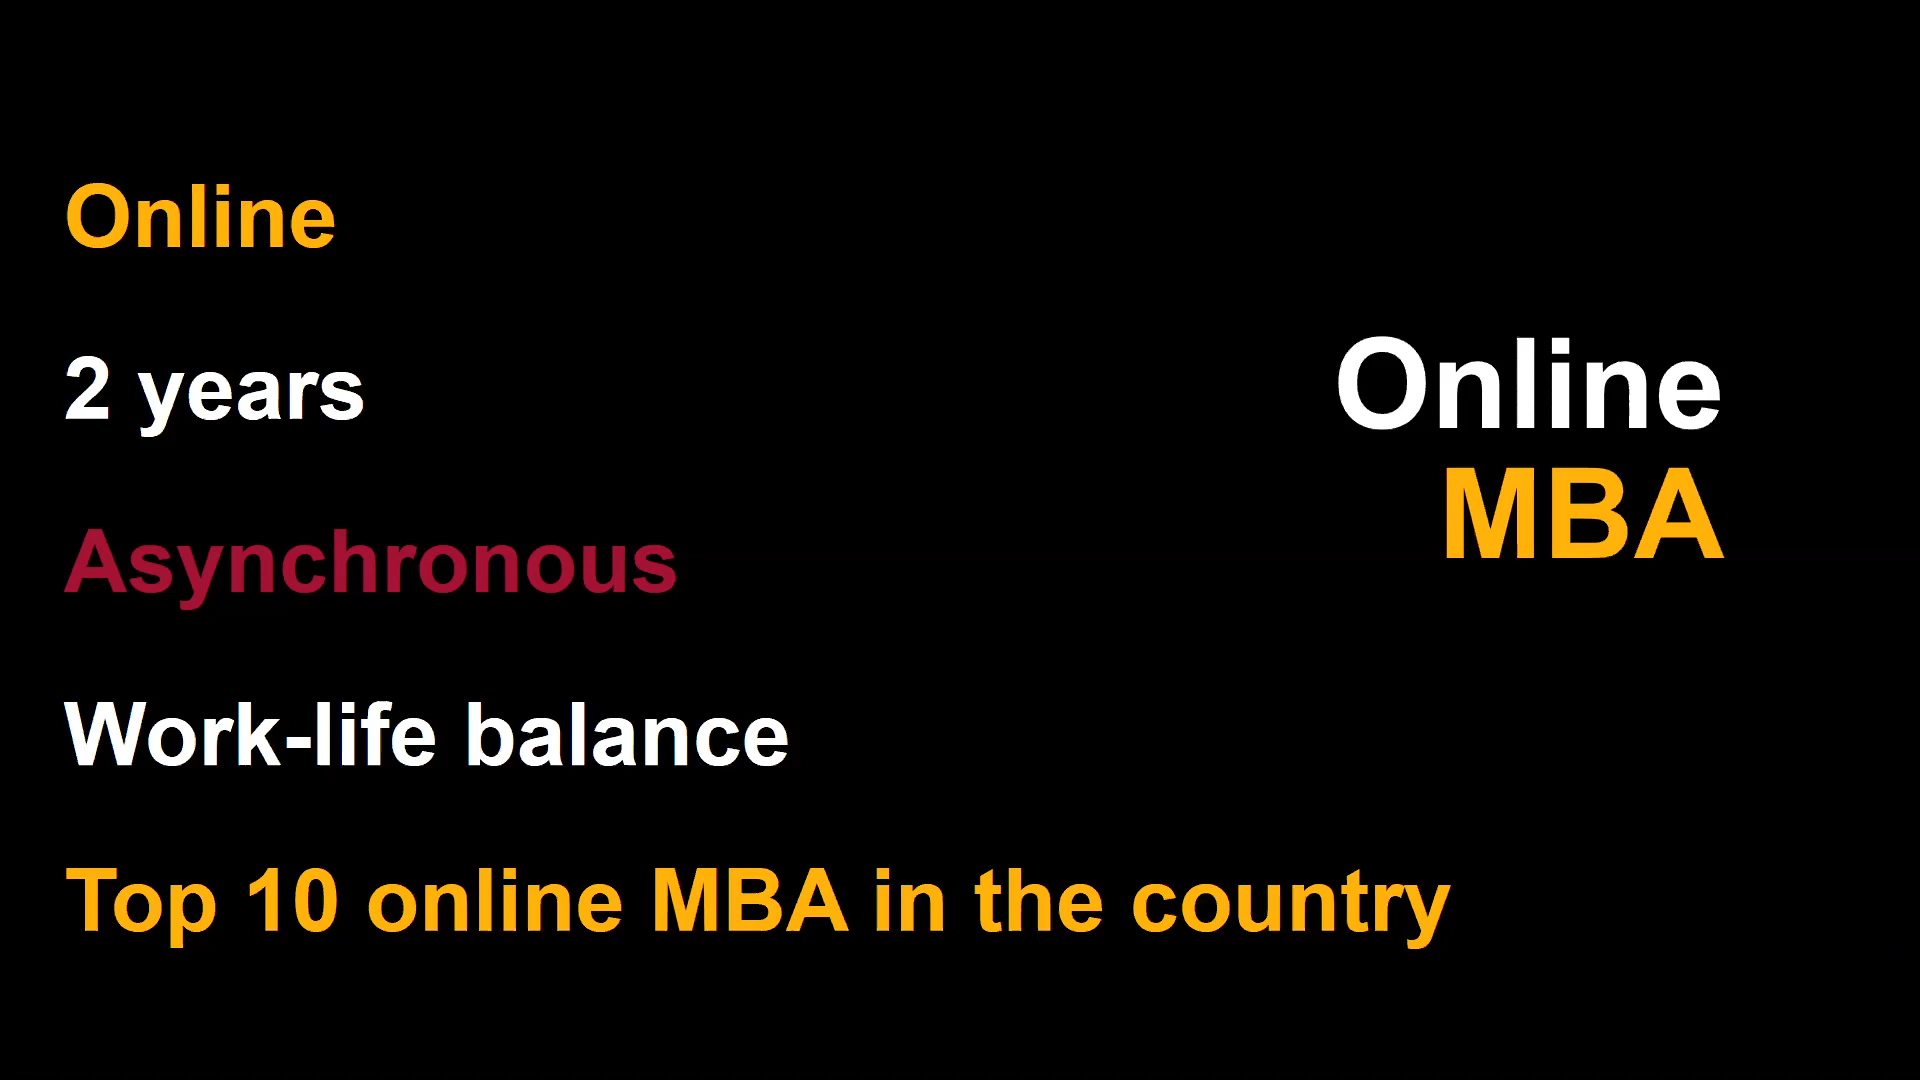 Online
2 years
Asynchronous
Work-life balance
Top 10 online MBA in the country
Online
MBA